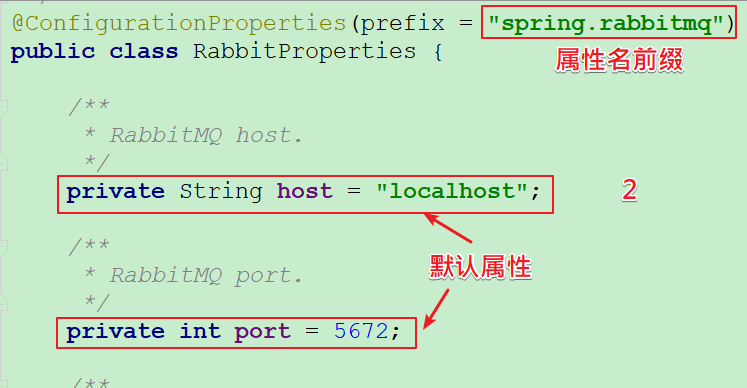 @ConfigurationProperties(prefix = "spring.rabbitmq")
public class RabbitProperties {
属性名前缀
/**
* RabbitMQ host.
*/
private String host = "localhost";
2
/**
* RabbitMQ port.
*/
默认属性
private int port = 5672;
/**